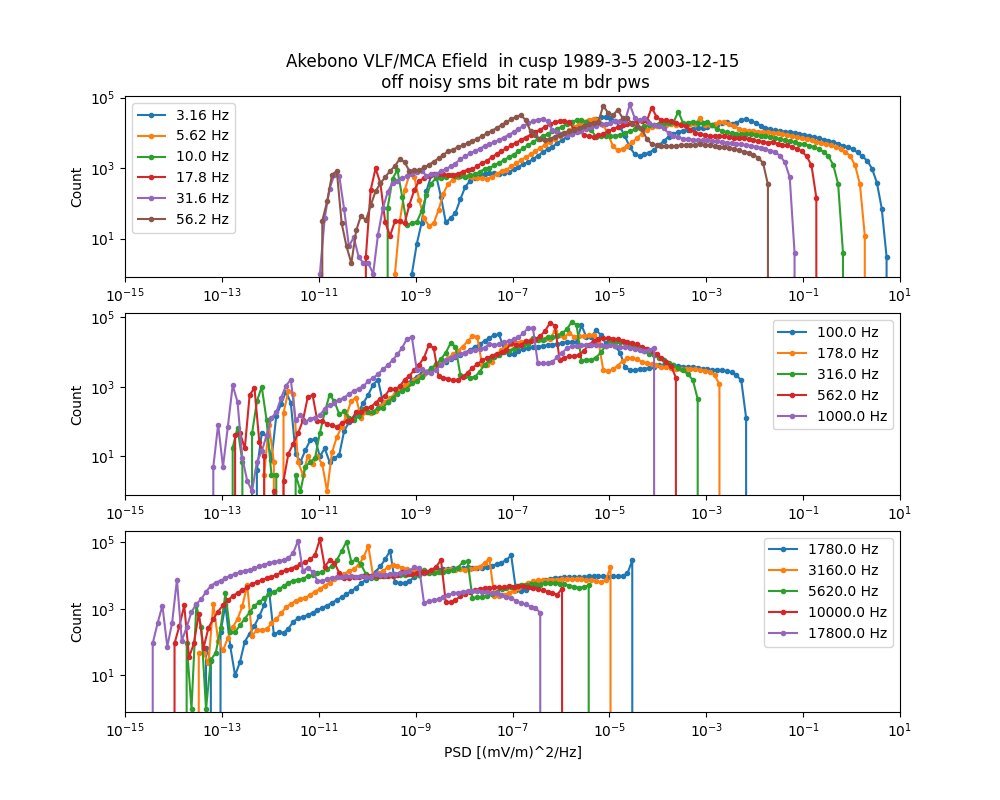 Akebono VLF/MCA Efield  in cusp 1989-3-5 2003-12-15
off noisy sms bit rate m bdr pws
10^5
10^3
10^1
Count
3.16 Hz
5.62 Hz
10.0 Hz
17.8 Hz
31.6 Hz
56.2 Hz
10^-15 10^-13 10^-11 10^-9 10^-7 10^-5 10^-3 10^-1 10^1
10^5
10^3
10^1
Count
100.0 Hz
178.0 Hz
316.0 Hz
562.0 Hz
1000.0 Hz
10^-15 10^-13 10^-11 10^-9 10^-7 10^-5 10^-3 10^-1 10^1
10^5
10^3
10^1
Count
1780.0 Hz
3160.0 Hz
5620.0 Hz
10000.0 Hz
17800.0 Hz
10^-15 10^-13 10^-11 10^-9 10^-7 10^-5 10^-3 10^-1 10^1
PSD [(mV/m)^2/Hz]